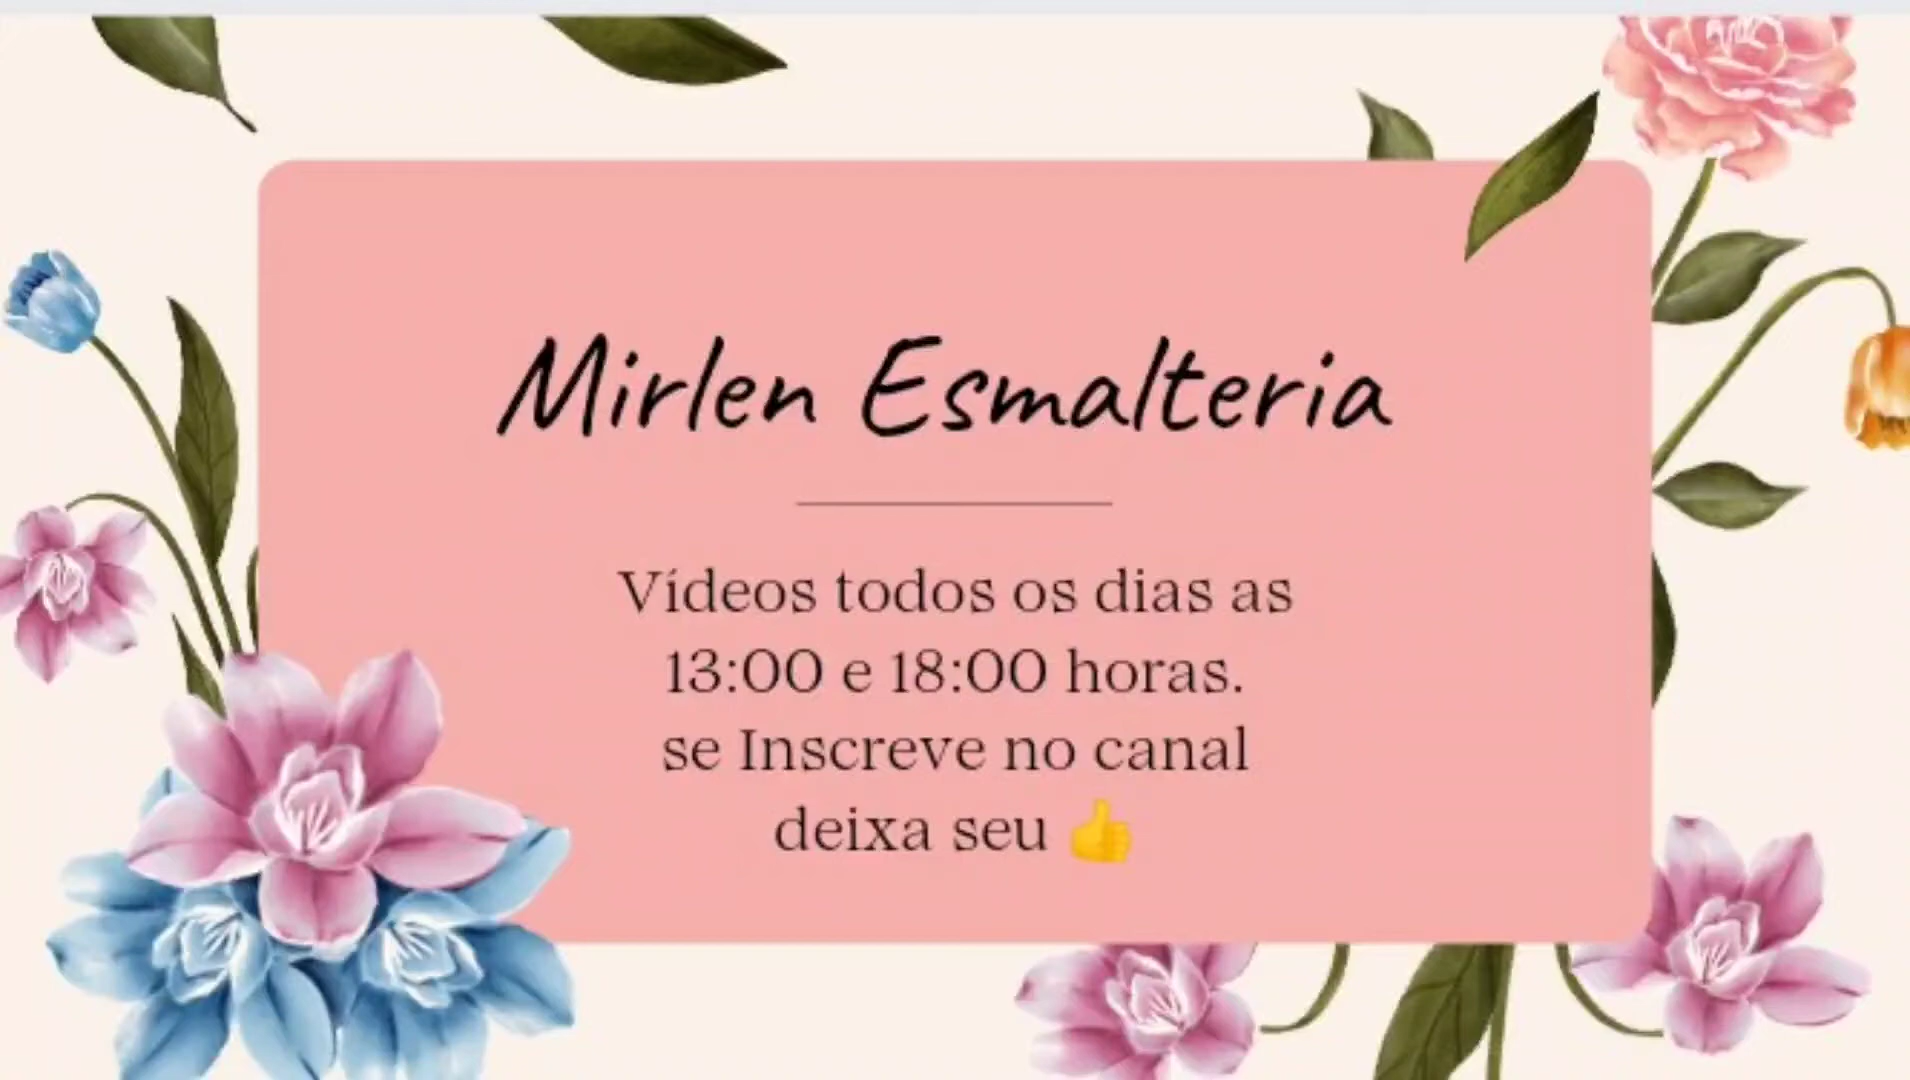 Mirlen Esmalteria
Vídeos todos os dias as
13:00 e 18:00 horas.
se Inscreve no canal
deixa seu 👍